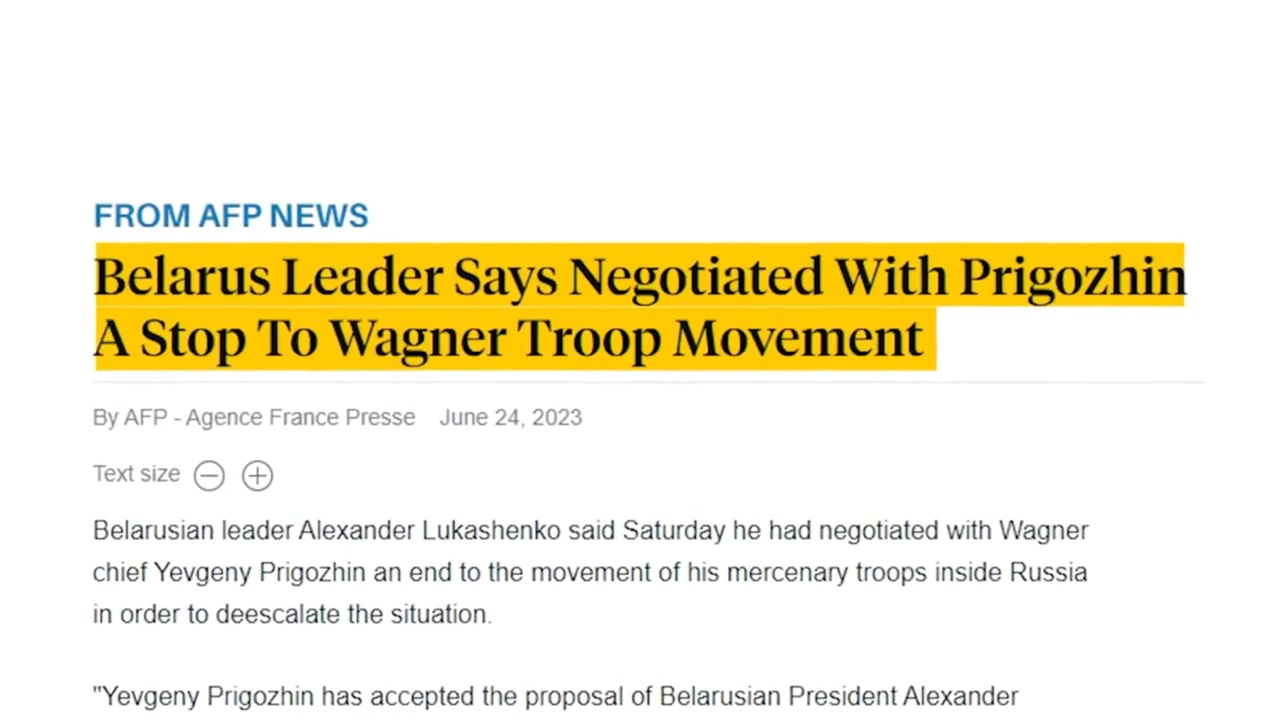 FROM AFP NEWS
Belarus Leader Says Negotiated With Prigozhin
A Stop To Wagner Troop Movement
By AFP - Agence France Presse June 24, 2023
Text size
Belarusian leader Alexander Lukashenko said Saturday he had negotiated with Wagner
chief Yevgeny Prigozhin an end to the movement of his mercenary troops inside Russia
in order to deescalate the situation.
"Yevgeny Prigozhin has accepted the proposal of Belarusian President Alexander